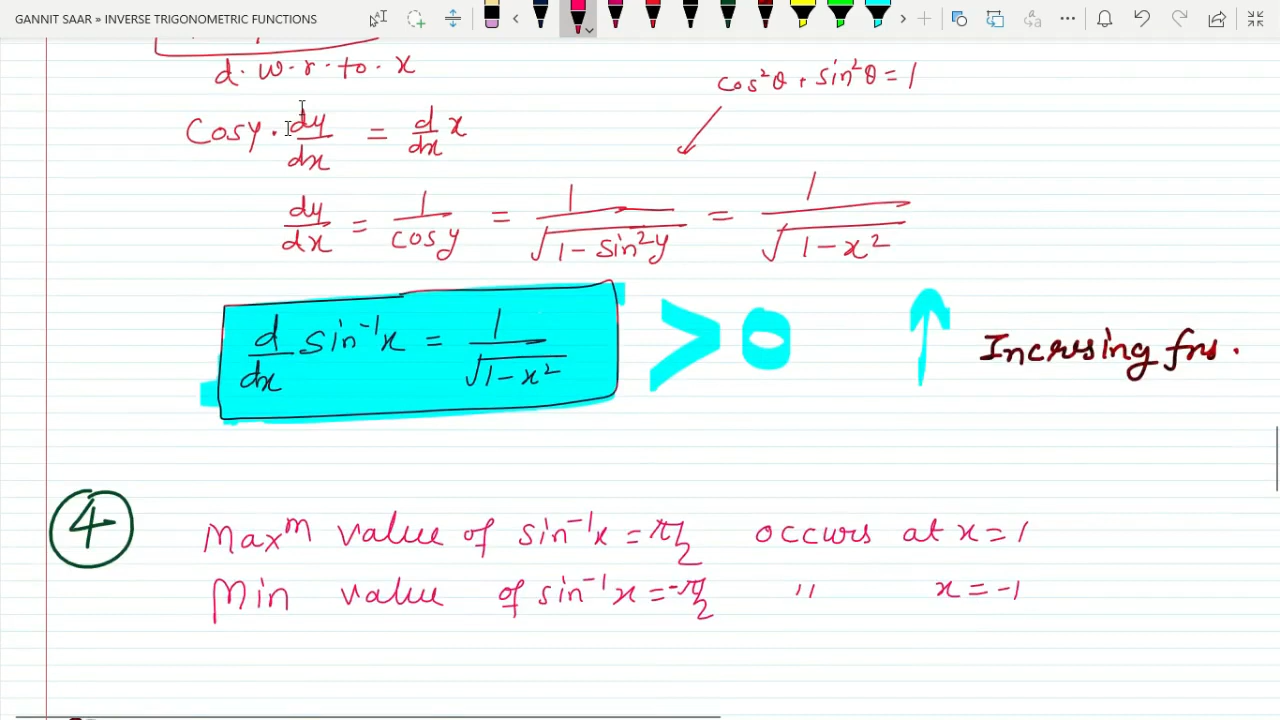 GANNIT SAAR » INVERSE TRIGONOMETRIC FUNCTIONS
d. w.r.to.x
cos²θ + sin²θ = 1
Cosy. dy/dx = d/dx x
dy/dx = 1/cosy = 1/√(1-sin²y) = 1/√(1-x²)
d/dx sin⁻¹x = 1/√(1-x²) > 0 ↑ Incresing fns.
4 Maxᵐ value of sin⁻¹x = π/2 occurs at x = 1
Min value of sin⁻¹x = -π/2 " x = -1